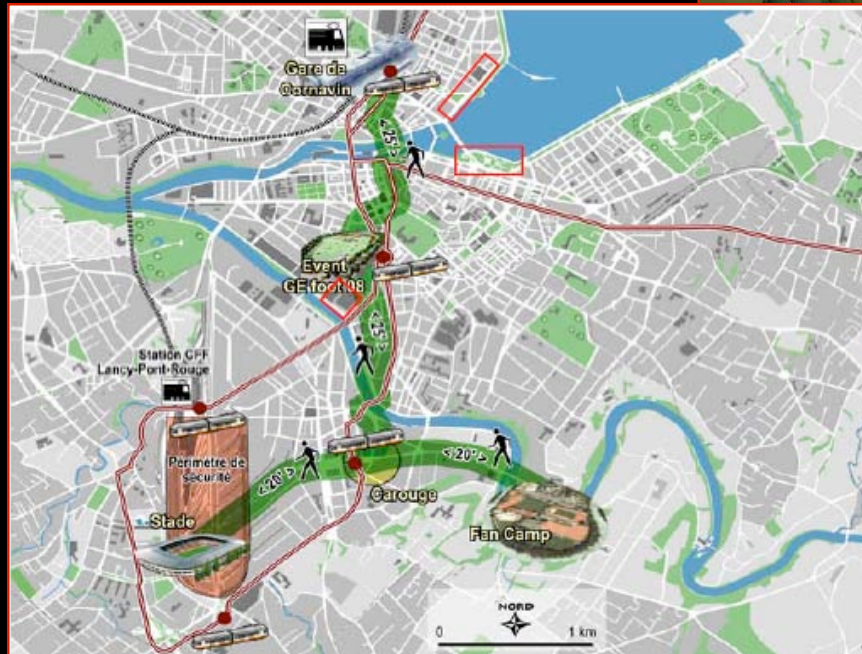 Gare de
Cornavin
<25'>
Event
GE foot 08
<25'>
Station CFF
Lancy-Pont-Rouge
Périmètre de
sécurité
<20'>
<20'>
Stade
Carouge
Fan Camp
NORD
0 1 km